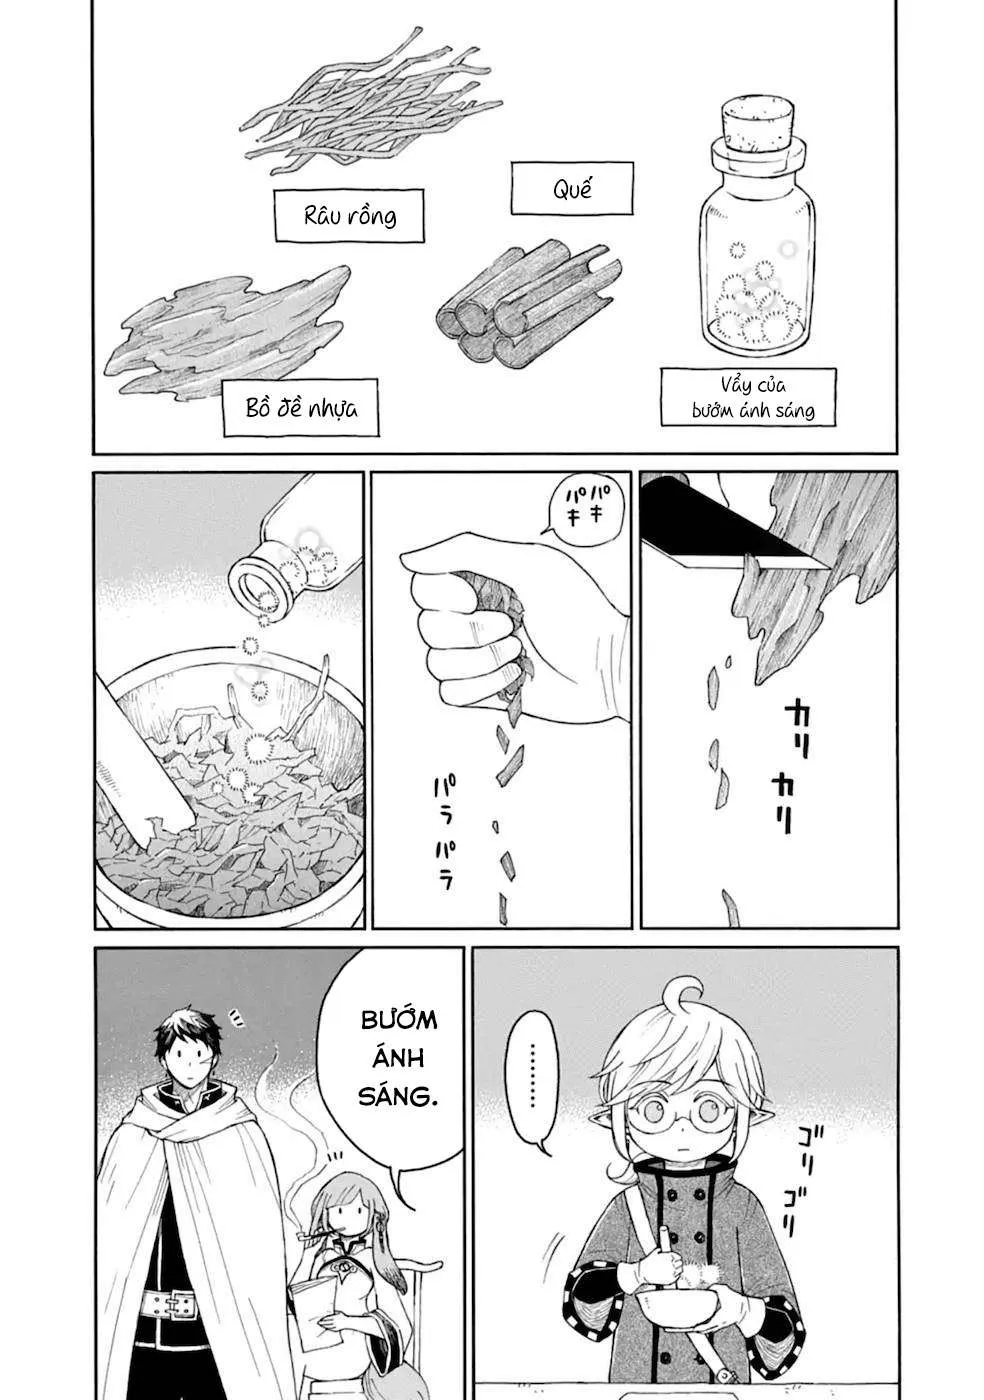 Râu rồng
Quế
Bồ đề nhựa
Vẩy của
bướm ánh sáng
カリ
カリ
パキ
パキ
パラ
パラ
………
ゴリ
ゴリ
BƯỚM
ÁNH
SÁNG.